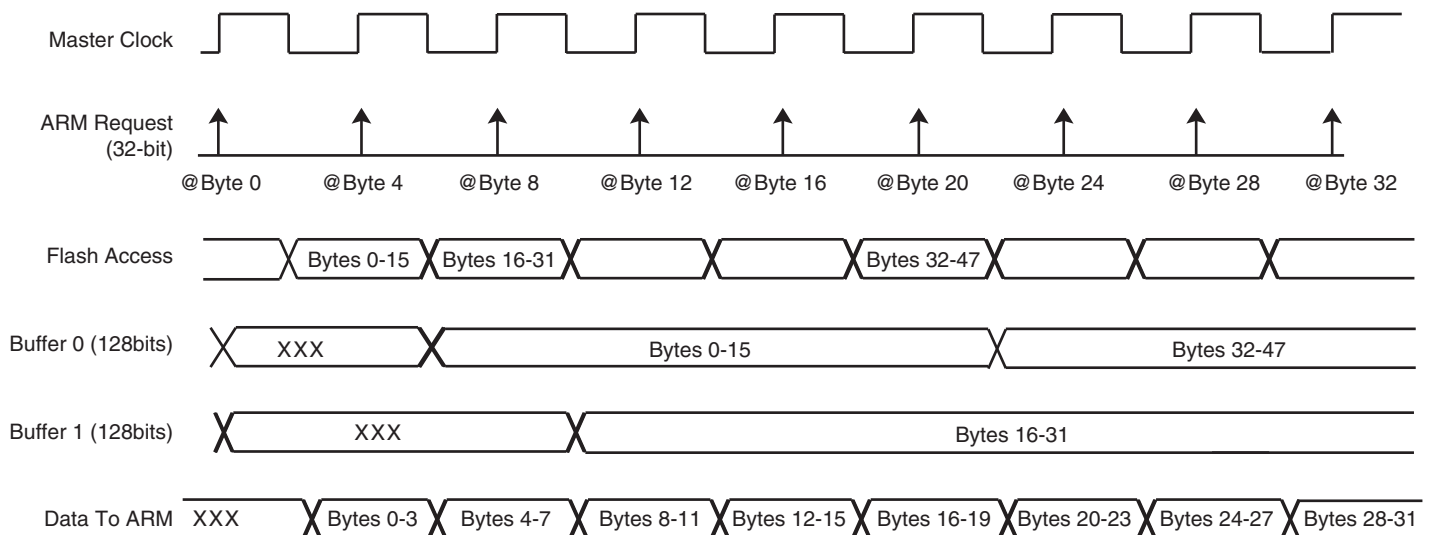 Master Clock
ARM Request
(32-bit)
@Byte 0 @Byte 4 @Byte 8 @Byte 12 @Byte 16 @Byte 20 @Byte 24 @Byte 28 @Byte 32
Flash Access Bytes 0-15 Bytes 16-31 Bytes 32-47
Buffer 0 (128bits) XXX Bytes 0-15 Bytes 32-47
Buffer 1 (128bits) XXX Bytes 16-31
Data To ARM XXX Bytes 0-3 Bytes 4-7 Bytes 8-11 Bytes 12-15 Bytes 16-19 Bytes 20-23 Bytes 24-27 Bytes 28-31